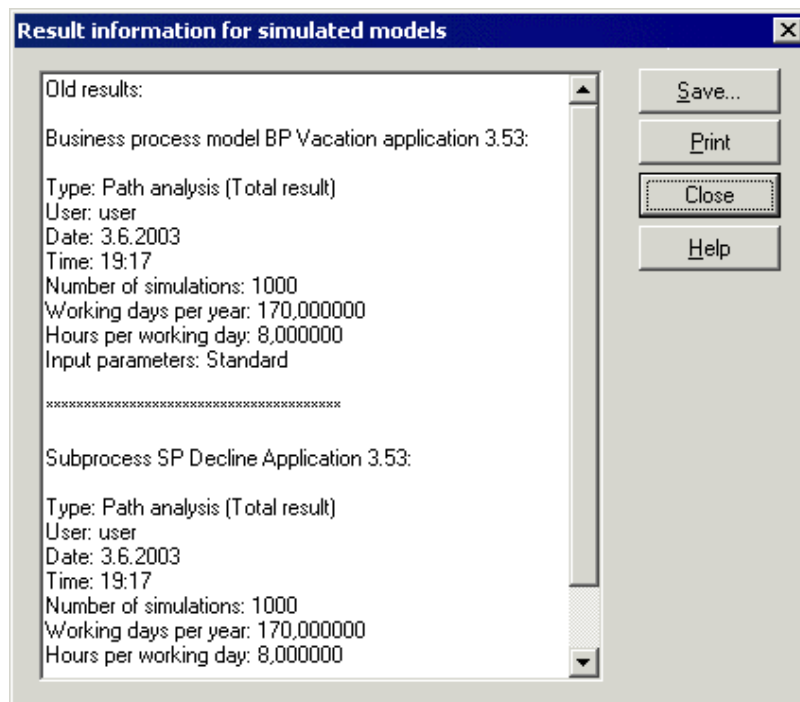 Result information for simulated models
Old results:
Business process model BP Vacation application 3.53:
Type: Path analysis (Total result)
User: user
Date: 3.6.2003
Time: 19:17
Number of simulations: 1000
Working days per year: 170,000000
Hours per working day: 8,000000
Input parameters: Standard
***************************************
Subprocess SP Decline Application 3.53:
Type: Path analysis (Total result)
User: user
Date: 3.6.2003
Time: 19:17
Number of simulations: 1000
Working days per year: 170,000000
Hours per working day: 8,000000
Save...
Print
Close
Help